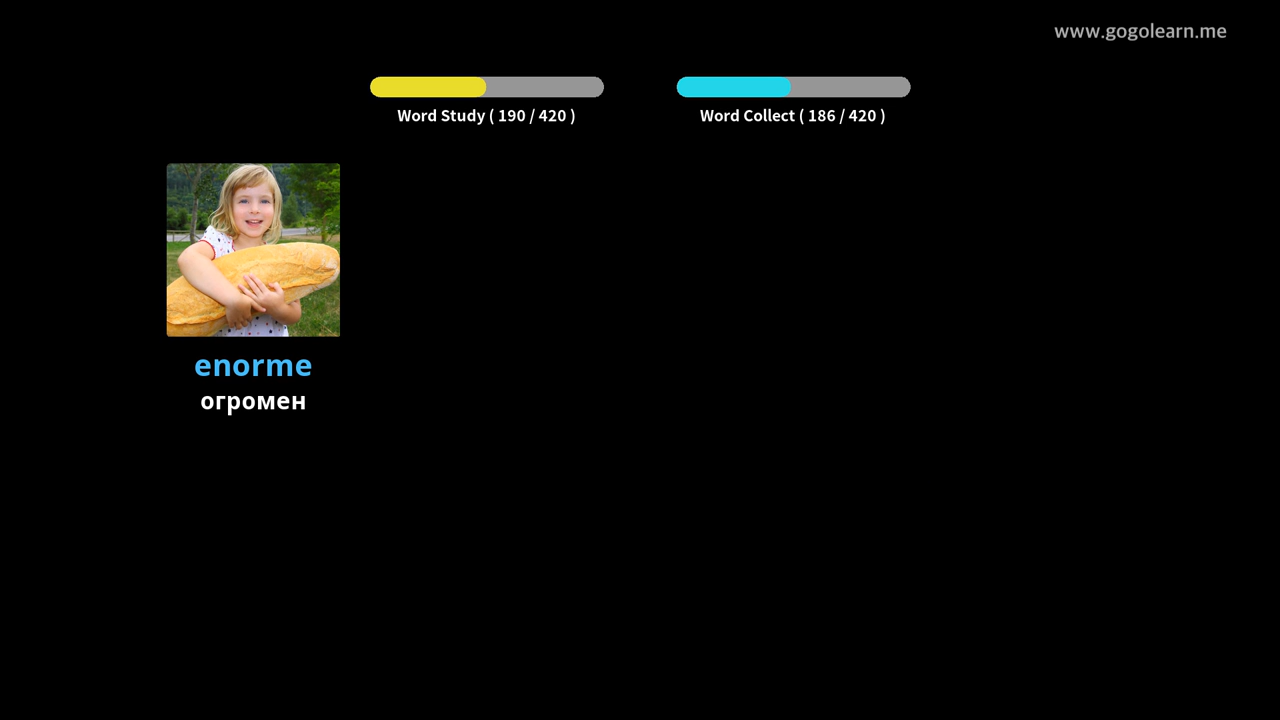 www.gogolearn.me
Word Study ( 190 / 420 )
Word Collect ( 186 / 420 )
enorme
огромен